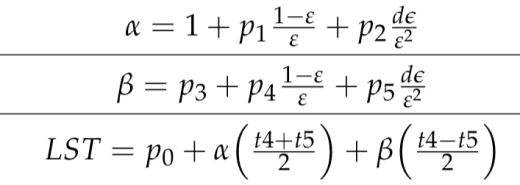 α = 1 + p₁ (1−ε)/ε + p₂ dϵ/ε²
β = p₃ + p₄ (1−ε)/ε + p₅ dϵ/ε²
LST = p₀ + α((t4+t5)/2) + β((t4−t5)/2)